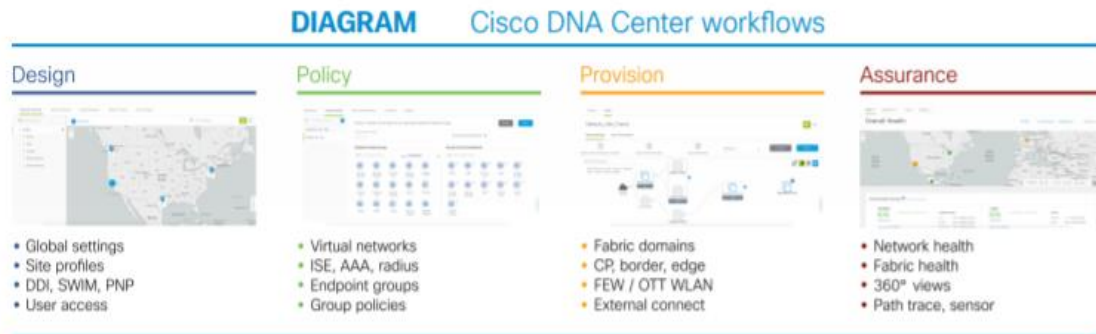 DIAGRAM Cisco DNA Center workflows
Design
Policy
Provision
Assurance
• Global settings
• Site profiles
• DDI, SWIM, PNP
• User access
• Virtual networks
• ISE, AAA, radius
• Endpoint groups
• Group policies
• Fabric domains
• CP, border, edge
• FEW / OTT WLAN
• External connect
Overall Health
• Network health
• Fabric health
• 360° views
• Path trace, sensor